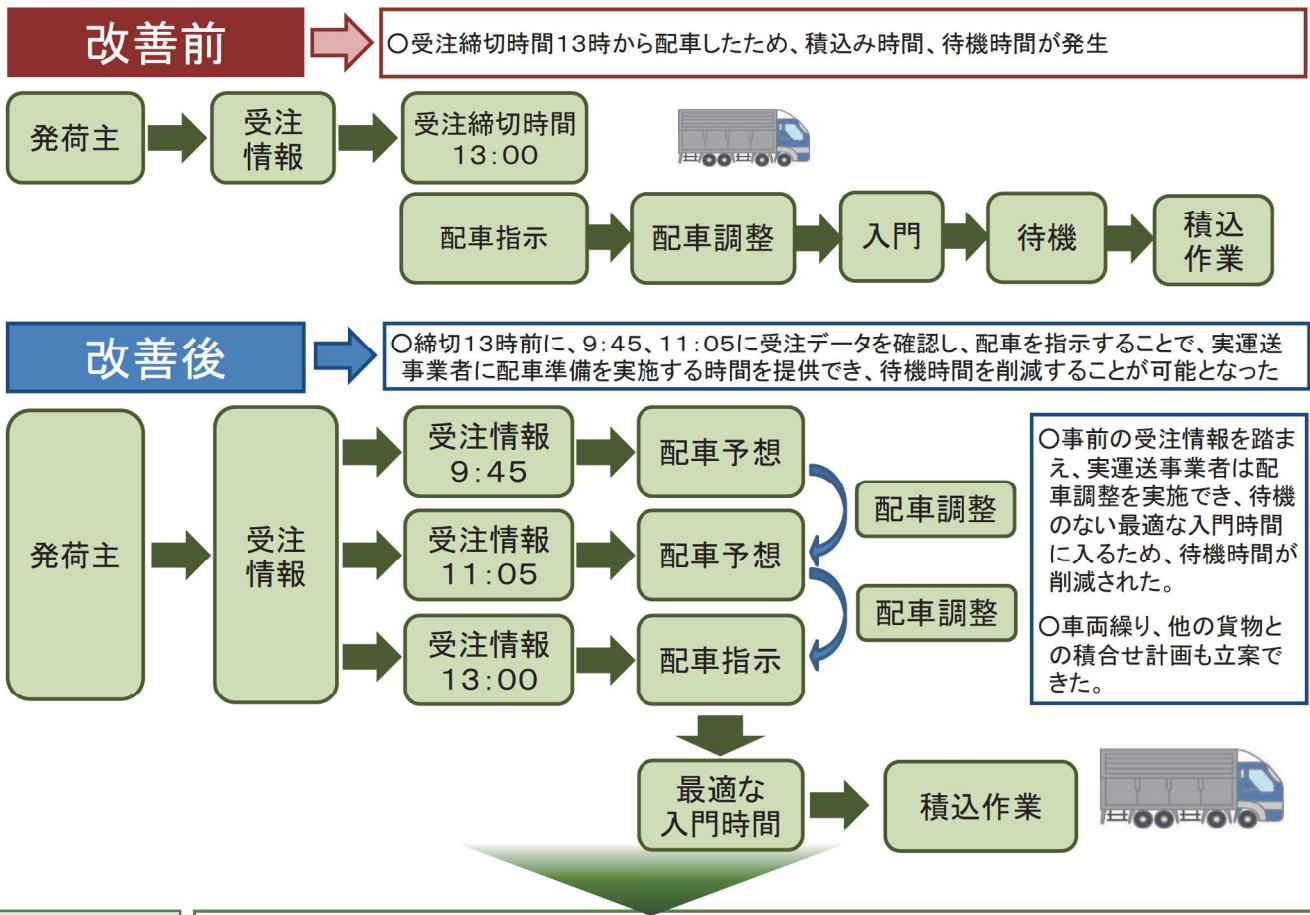 改善前
○受注締切時間13時から配車したため、積込み時間、待機時間が発生
発荷主
受注
情報
受注締切時間
13:00
配車指示
配車調整
入門
待機
積込
作業
改善後
○締切13時前に、9:45、11:05に受注データを確認し、配車を指示することで、実運送
事業者に配車準備を実施する時間を提供でき、待機時間を削減することが可能となった
発荷主
受注
情報
受注情報
9:45
配車予想
配車調整
受注情報
11:05
配車予想
配車調整
受注情報
13:00
配車指示
○事前の受注情報を踏ま
え、実運送事業者は配
車調整を実施でき、待機
のない最適な入門時間
に入るため、待機時間が
削減された。
○車両繰り、他の貨物と
の積合せ計画も立案で
きた。
最適な
入門時間
積込作業